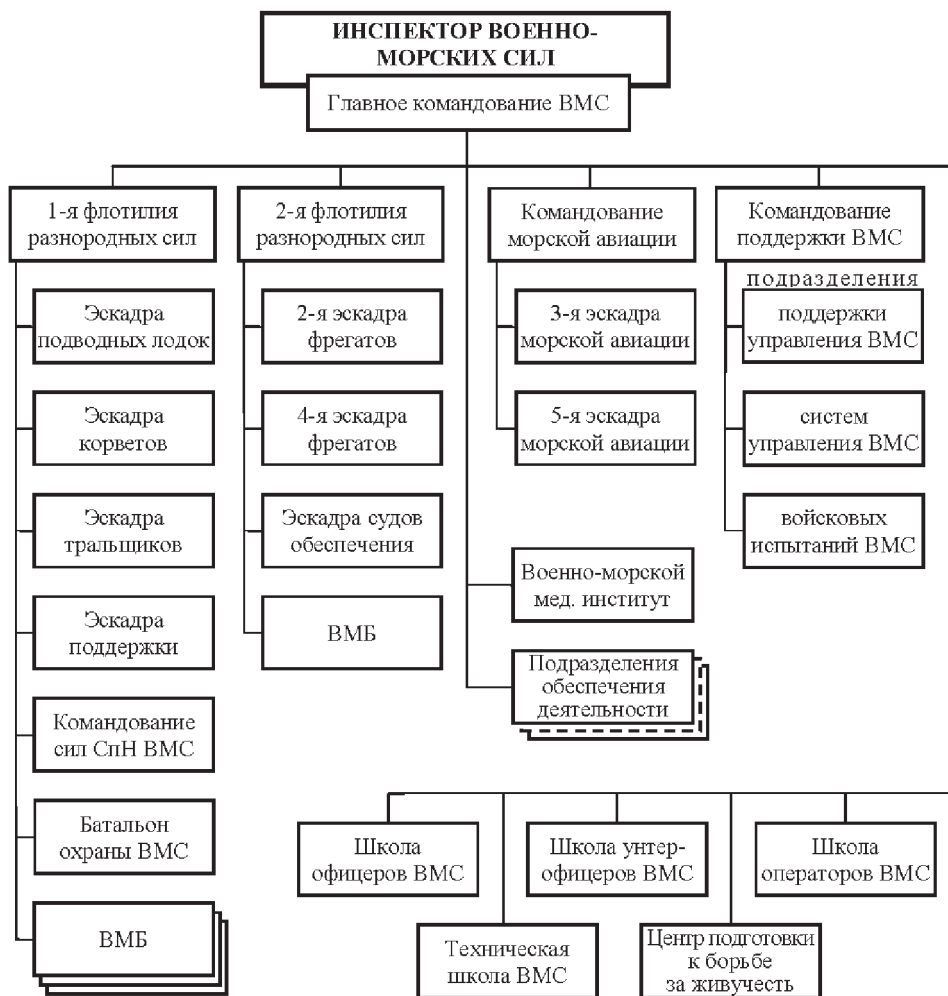 ИНСПЕКТОР ВОЕННО-
МОРСКИХ СИЛ
Главное командование ВМС
1-я флотилия
разнородных сил
2-я флотилия
разнородных сил
Командование
морской авиации
Командование
поддержки ВМС
Эскадра
подводных лодок
Эскадра
корветов
Эскадра
тральщиков
Эскадра
поддержки
Командование
сил СпН ВМС
Батальон
охраны ВМС
ВМБ
2-я эскадра
фрегатов
4-я эскадра
фрегатов
Эскадра судов
обеспечения
ВМБ
3-я эскадра
морской авиации
5-я эскадра
морской авиации
подразделения
поддержки
управления ВМС
систем
управления ВМС
войсковых
испытаний ВМС
Военно-морской
мед. институт
Подразделения
обеспечения
деятельности
Школа
офицеров ВМС
Школа унтер-
офицеров ВМС
Школа
операторов ВМС
Техническая
школа ВМС
Центр подготовки
к борьбе
за живучесть